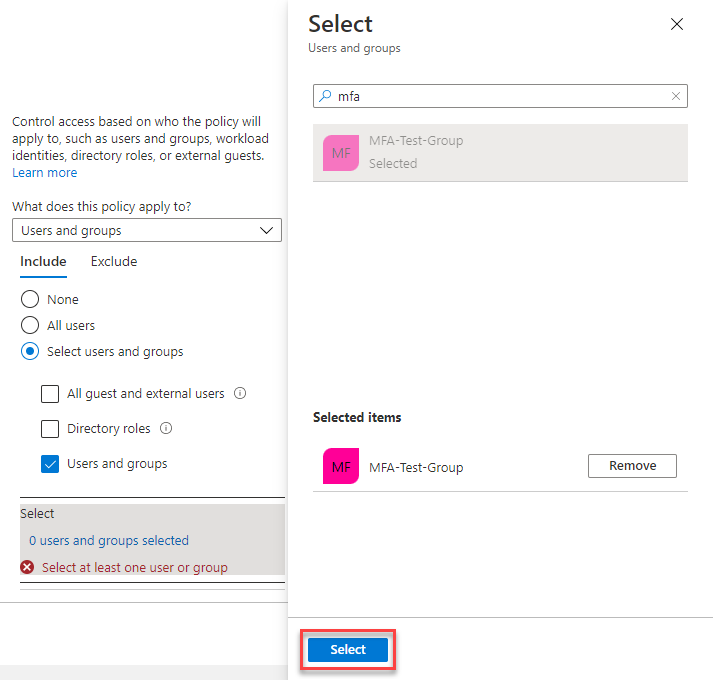 Control access based on who the policy will
apply to, such as users and groups, workload
identities, directory roles, or external guests.
Learn more
What does this policy apply to?
Users and groups
Include
Exclude
None
All users
Select users and groups
All guest and external users
Directory roles
Users and groups
Select
0 users and groups selected
Select at least one user or group
Select
Users and groups
mfa
MF
MFA-Test-Group
Selected
Selected items
MF
MFA-Test-Group
Remove
Select